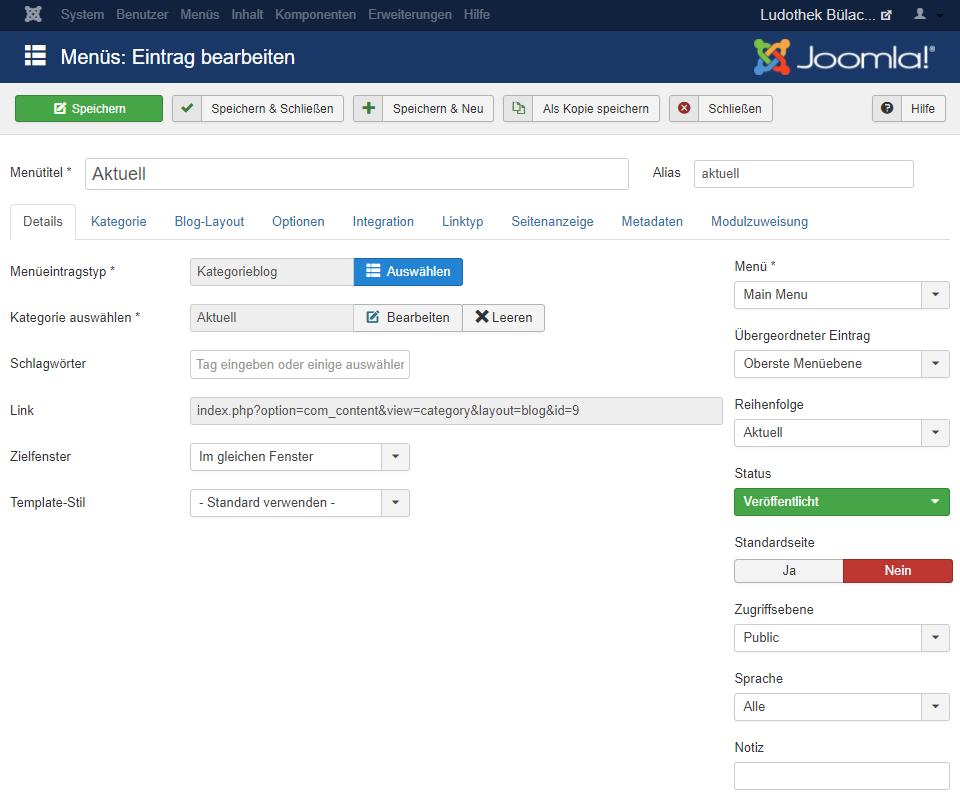 System Benutzer Menüs Inhalt Komponenten Erweiterungen Hilfe Ludothek Bülac...
Menüs: Eintrag bearbeiten Joomla!®
Speichern Speichern & Schließen Speichern & Neu Als Kopie speichern Schließen Hilfe
Menütitel * Aktuell Alias aktuell
Details Kategorie Blog-Layout Optionen Integration Linktyp Seitenanzeige Metadaten Modulzuweisung
Menüeintragstyp * Kategorieblog Auswählen
Kategorie auswählen * Aktuell Bearbeiten Leeren
Schlagwörter Tag eingeben oder einige auswählen
Link index.php?option=com_content&view=category&layout=blog&id=9
Zielfenster Im gleichen Fenster
Template-Stil - Standard verwenden -
Menü *
Main Menu
Übergeordneter Eintrag
Oberste Menüebene
Reihenfolge
Aktuell
Status
Veröffentlicht
Standardseite
Ja Nein
Zugriffsebene
Public
Sprache
Alle
Notiz